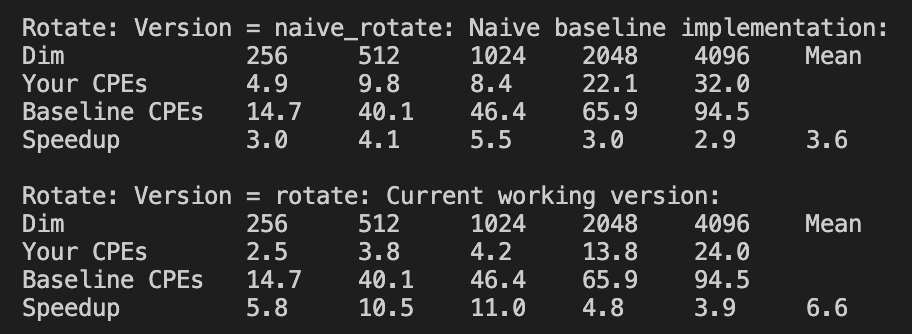 Rotate: Version = naive_rotate: Naive baseline implementation:
Dim 256 512 1024 2048 4096 Mean
Your CPEs 4.9 9.8 8.4 22.1 32.0
Baseline CPEs 14.7 40.1 46.4 65.9 94.5
Speedup 3.0 4.1 5.5 3.0 2.9 3.6
Rotate: Version = rotate: Current working version:
Dim 256 512 1024 2048 4096 Mean
Your CPEs 2.5 3.8 4.2 13.8 24.0
Baseline CPEs 14.7 40.1 46.4 65.9 94.5
Speedup 5.8 10.5 11.0 4.8 3.9 6.6